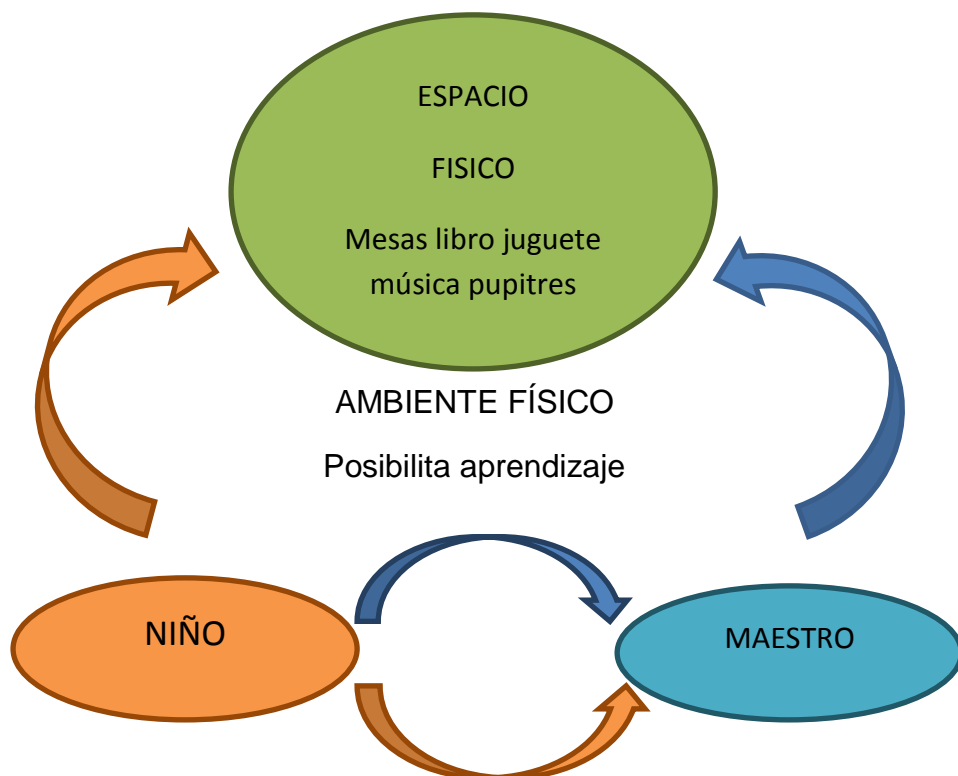 ESPACIO
FISICO
Mesas libro juguete
música pupitres
AMBIENTE FÍSICO
Posibilita aprendizaje
NIÑO
MAESTRO